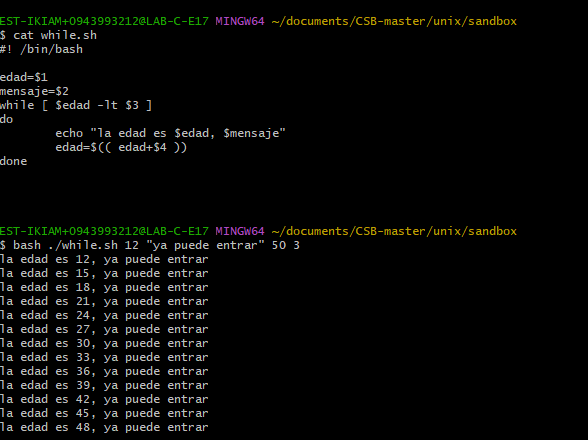 EST-IKIAM+0943993212@LAB-C-E17 MINGW64 ~/documents/CSB-master/unix/sandbox
$ cat while.sh
#! /bin/bash
edad=$1
mensaje=$2
while [ $edad -lt $3 ]
do
echo "la edad es $edad, $mensaje"
edad=$(( edad+$4 ))
done
EST-IKIAM+0943993212@LAB-C-E17 MINGW64 ~/documents/CSB-master/unix/sandbox
$ bash ./while.sh 12 "ya puede entrar" 50 3
la edad es 12, ya puede entrar
la edad es 15, ya puede entrar
la edad es 18, ya puede entrar
la edad es 21, ya puede entrar
la edad es 24, ya puede entrar
la edad es 27, ya puede entrar
la edad es 30, ya puede entrar
la edad es 33, ya puede entrar
la edad es 36, ya puede entrar
la edad es 39, ya puede entrar
la edad es 42, ya puede entrar
la edad es 45, ya puede entrar
la edad es 48, ya puede entrar